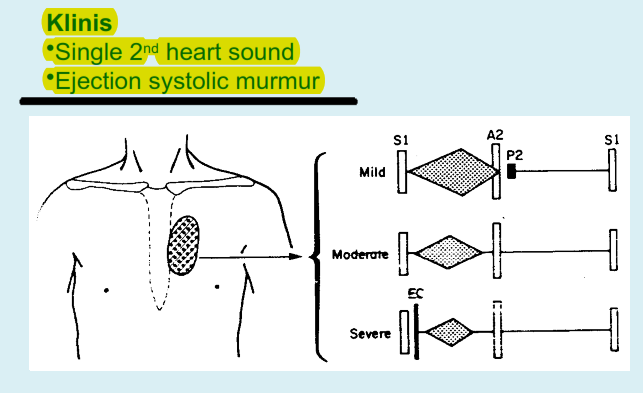 Klinis
•Single 2nd heart sound
•Ejection systolic murmur
S1 A2 P2 S1
Mild
Moderate
EC
Severe